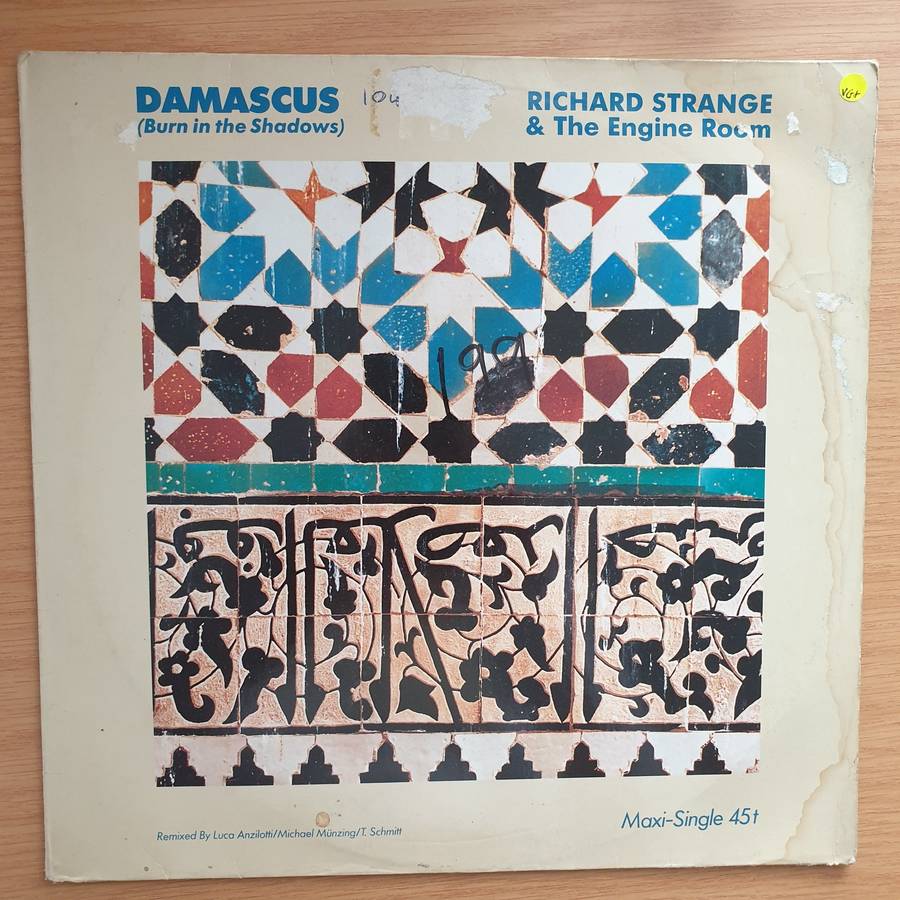 DAMASCUS
(Burn in the Shadows)
RICHARD STRANGE
& The Engine Room
VG+
199
Remixed By Luca Anzilotti/Michael Münzing/T. Schmitt
Maxi-Single 45t